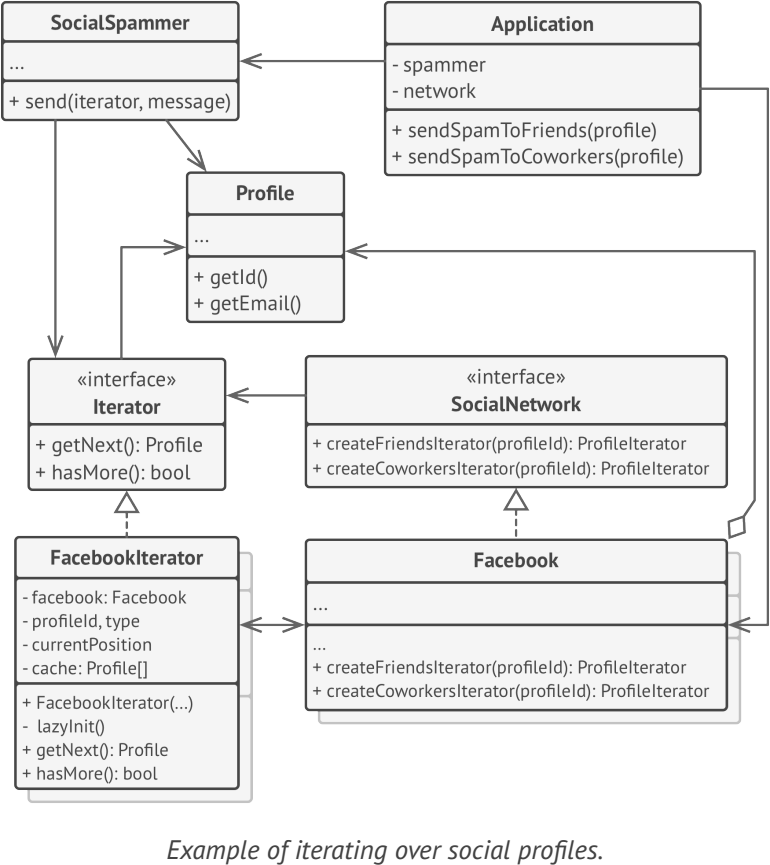 SocialSpammer
...
+ send(iterator, message)
Application
- spammer
- network
+ sendSpamToFriends(profile)
+ sendSpamToCoworkers(profile)
Profile
...
+ getId()
+ getEmail()
«interface»
Iterator
+ getNext(): Profile
+ hasMore(): bool
«interface»
SocialNetwork
+ createFriendsIterator(profileId): ProfileIterator
+ createCoworkersIterator(profileId): ProfileIterator
FacebookIterator
- facebook: Facebook
- profileId, type
- currentPosition
- cache: Profile[]
+ FacebookIterator(...)
- lazyInit()
+ getNext(): Profile
+ hasMore(): bool
Facebook
...
...
+ createFriendsIterator(profileId): ProfileIterator
+ createCoworkersIterator(profileId): ProfileIterator
Example of iterating over social profiles.